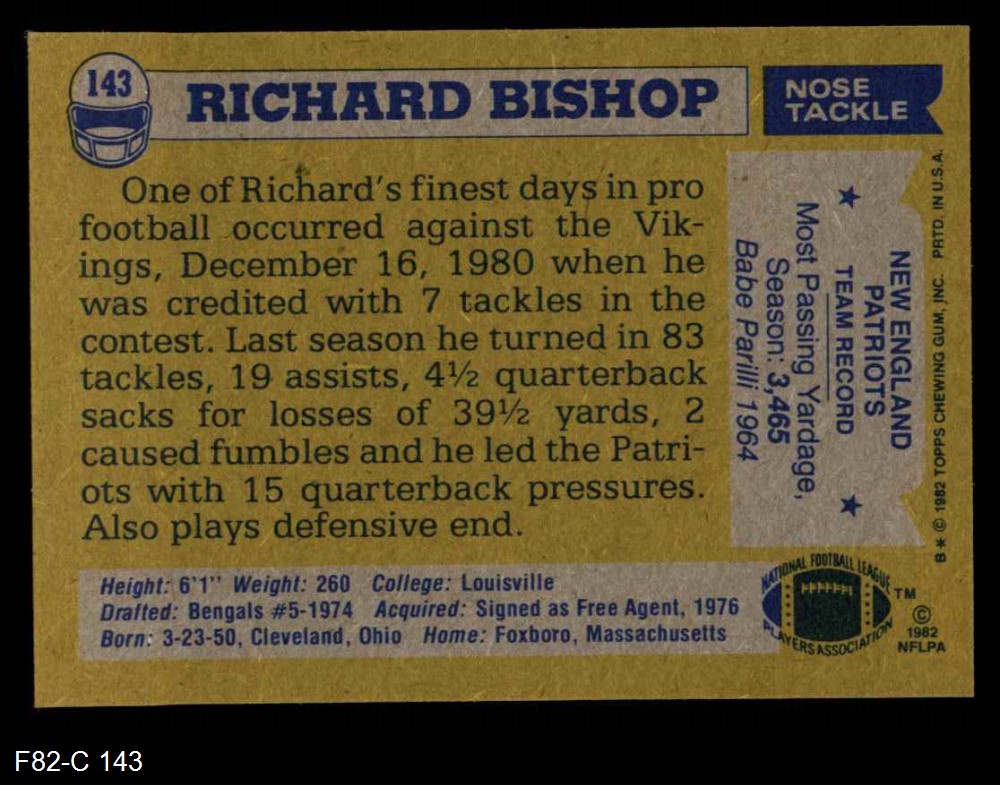 143
RICHARD BISHOP
NOSE
TACKLE
One of Richard's finest days in pro
football occurred against the Vik-
ings, December 16, 1980 when he
was credited with 7 tackles in the
contest. Last season he turned in 83
tackles, 19 assists, 4½ quarterback
sacks for losses of 39½ yards, 2
caused fumbles and he led the Patri-
ots with 15 quarterback pressures.
Also plays defensive end.
NEW ENGLAND
PATRIOTS
★ TEAM RECORD ★
Most Passing Yardage,
Season: 3,465
Babe Parilli 1964
B* © 1982 TOPPS CHEWING GUM, INC. PRTD. IN U.S.A.
Height: 6'1" Weight: 260 College: Louisville
Drafted: Bengals #5-1974 Acquired: Signed as Free Agent, 1976
Born: 3-23-50, Cleveland, Ohio Home: Foxboro, Massachusetts
NATIONAL FOOTBALL LEAGUE
PLAYERS ASSOCIATION
TM
©
1982
NFLPA
F82-C 143